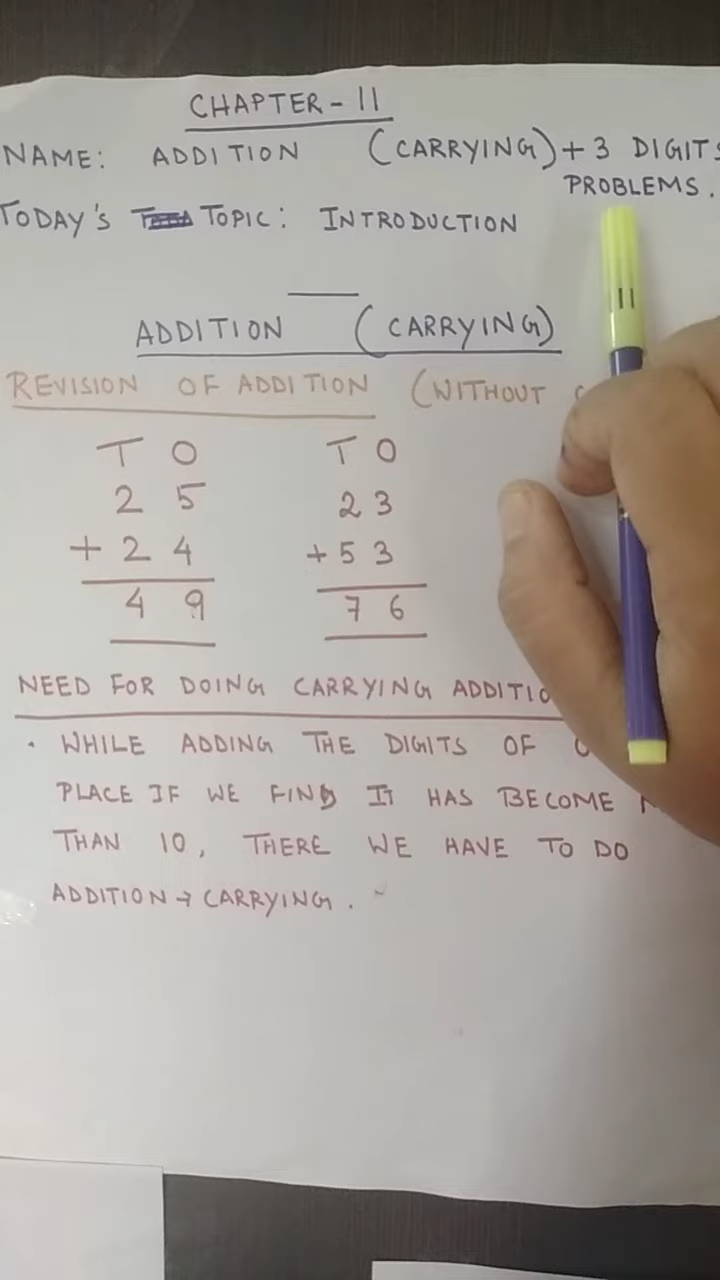 CHAPTER - 11
NAME: ADDITION (CARRYING) + 3 DIGITS
PROBLEMS.
TODAY'S TOPIC: INTRODUCTION
ADDITION (CARRYING)
REVISION OF ADDITION (WITHOUT
T O T O
2 5 2 3
+ 2 4 + 5 3
4 9 7 6
NEED FOR DOING CARRYING ADDITIO
• WHILE ADDING THE DIGITS OF
PLACE IF WE FIND IT HAS BECOME
THAN 10, THERE WE HAVE TO DO
ADDITION → CARRYING.